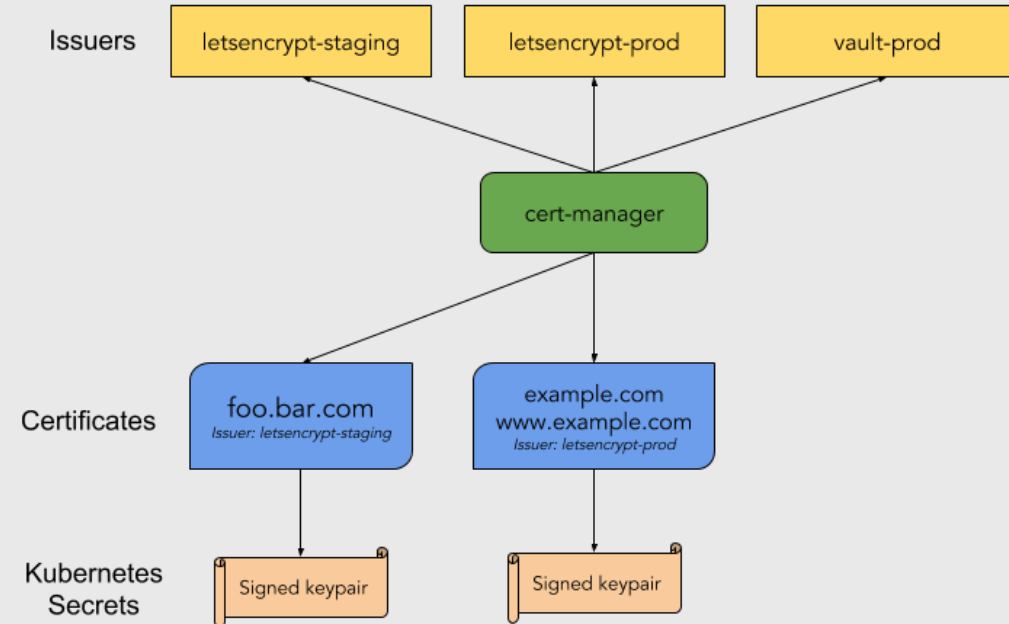 Issuers
letsencrypt-staging
letsencrypt-prod
vault-prod
cert-manager
Certificates
foo.bar.com
Issuer: letsencrypt-staging
example.com
www.example.com
Issuer: letsencrypt-prod
Kubernetes
Secrets
Signed keypair
Signed keypair